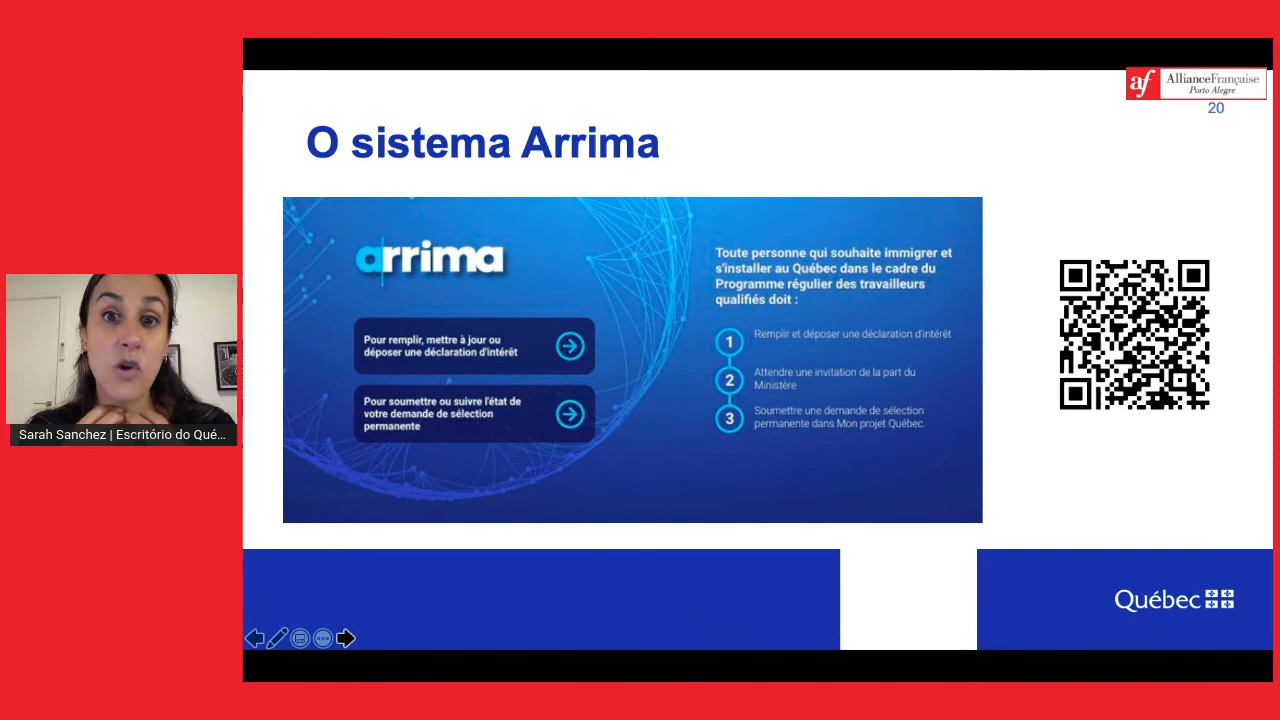 af AllianceFrançaise
Porto Alegre
20
O sistema Arrima
arrima
Pour remplir, mettre à jour ou
déposer une déclaration d'intérêt
Pour soumettre ou suivre l'état de
votre demande de sélection
permanente
Toute personne qui souhaite immigrer et
s'installer au Québec dans le cadre du
Programme régulier des travailleurs
qualifiés doit :
1 Remplir et déposer une déclaration d'intérêt
2 Attendre une invitation de la part du
Ministère
3 Soumettre une demande de sélection
permanente dans Mon projet Québec.
Sarah Sanchez | Escritório do Qué...
Québec